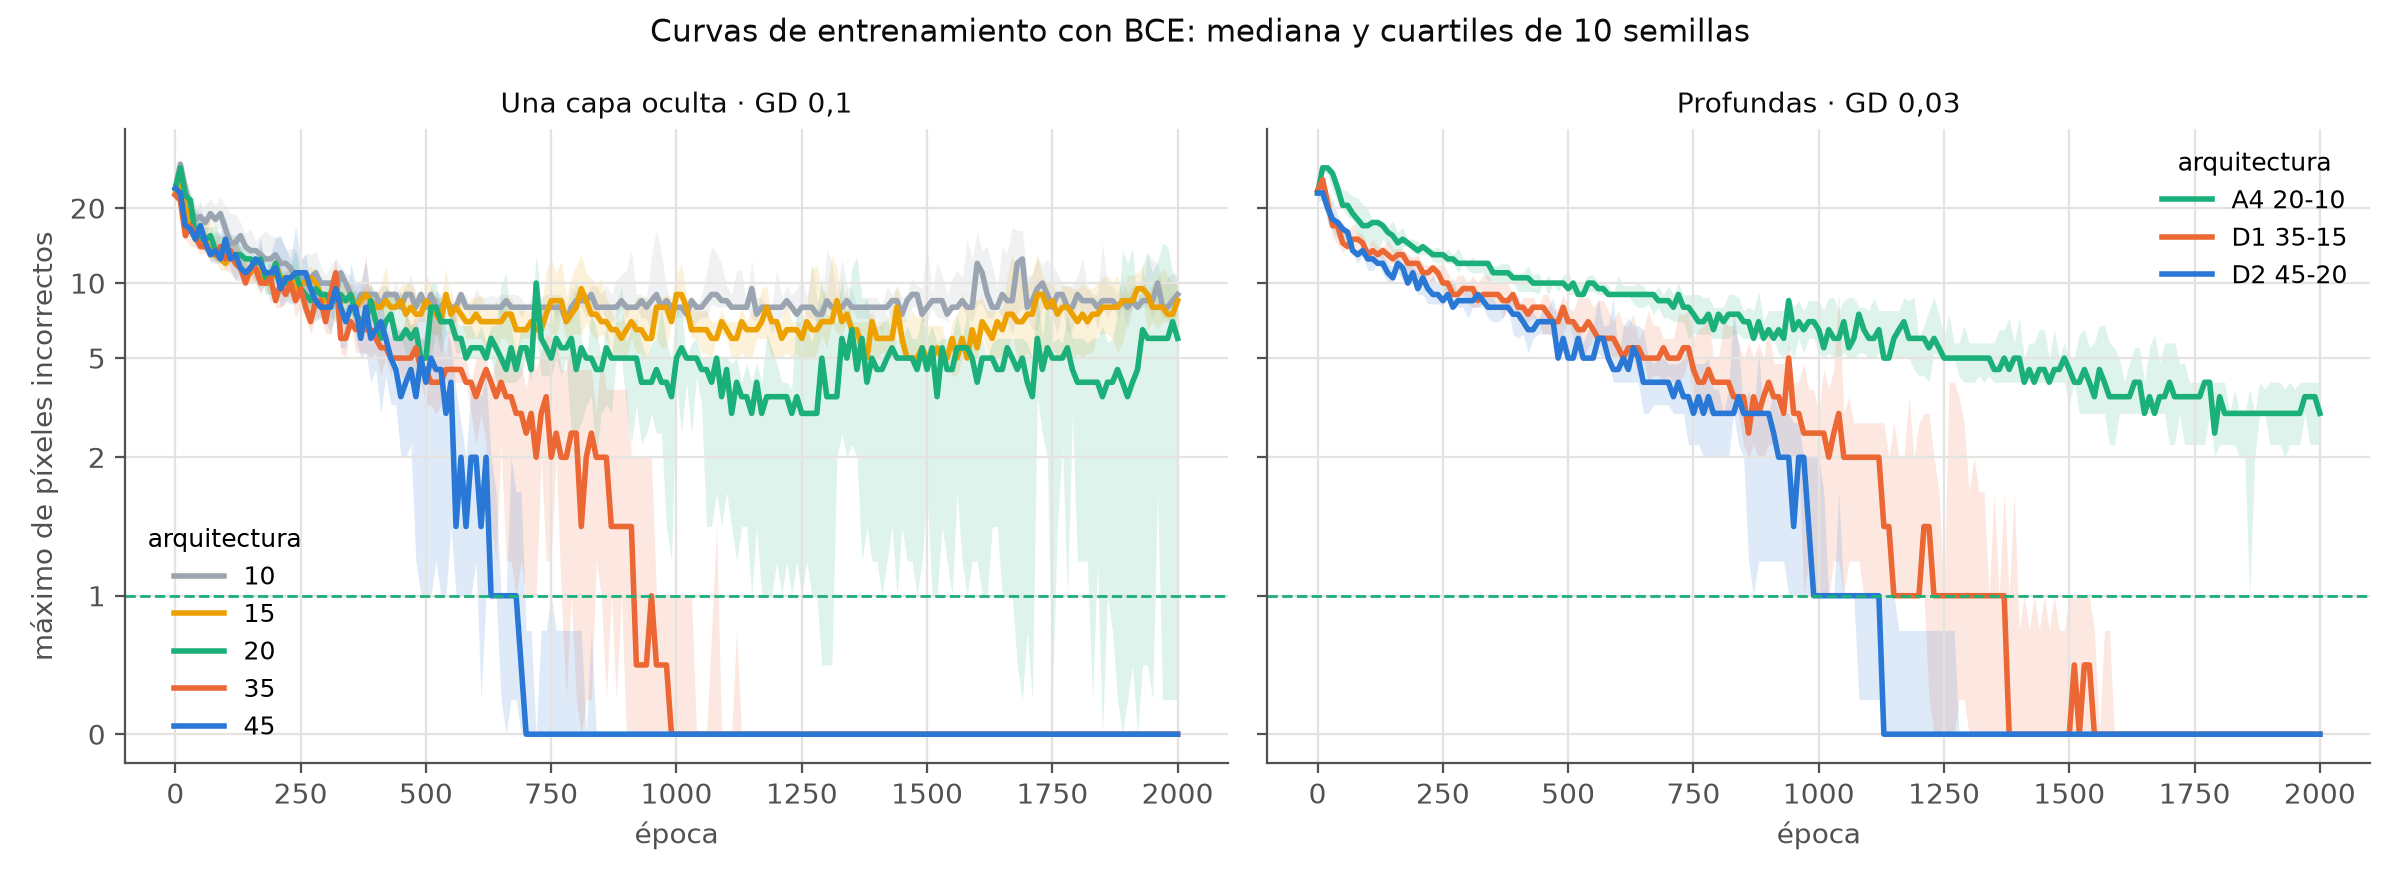 Curvas de entrenamiento con BCE: mediana y cuartiles de 10 semillas
Una capa oculta · GD 0,1
máximo de píxeles incorrectos
20
10
5
2
1
0
arquitectura
10
15
20
35
45
0 250 500 750 1000 1250 1500 1750 2000
época
Profundas · GD 0,03
arquitectura
A4 20-10
D1 35-15
D2 45-20
0 250 500 750 1000 1250 1500 1750 2000
época